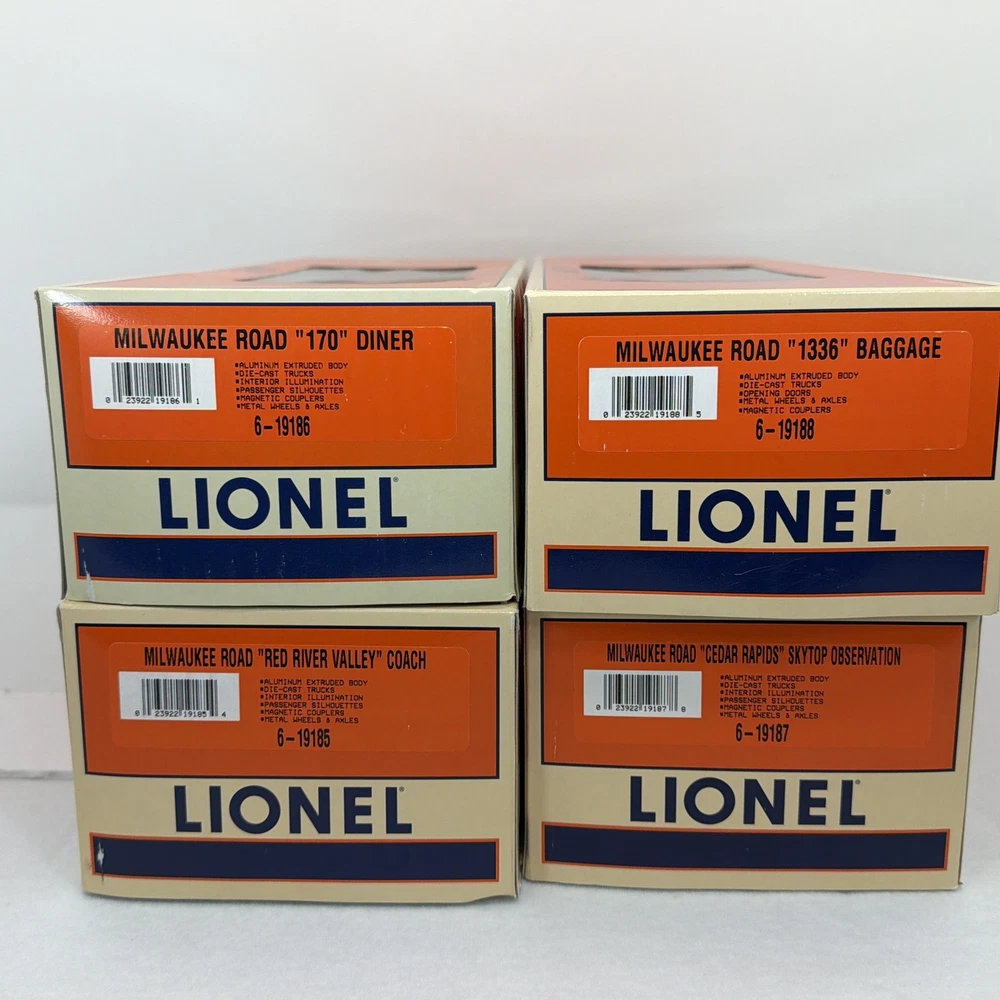 MILWAUKEE ROAD "170" DINER
*ALUMINUM EXTRUDED BODY
*DIE-CAST TRUCKS
*INTERIOR ILLUMINATION
*PASSENGER SILHOUETTES
*MAGNETIC COUPLERS
*METAL WHEELS & AXLES
0 23922 19186 1
6-19186
LIONEL®
MILWAUKEE ROAD "1336" BAGGAGE
*ALUMINUM EXTRUDED BODY
*DIE-CAST TRUCKS
*OPENING DOORS
*METAL WHEELS & AXLES
*MAGNETIC COUPLERS
0 23922 19188 5
6-19188
LIONEL®
MILWAUKEE ROAD "RED RIVER VALLEY" COACH
*ALUMINUM EXTRUDED BODY
*DIE-CAST TRUCKS
*INTERIOR ILLUMINATION
*PASSENGER SILHOUETTES
*MAGNETIC COUPLERS
*METAL WHEELS & AXLES
0 23922 19185 4
6-19185
LIONEL®
MILWAUKEE ROAD "CEDAR RAPIDS" SKYTOP OBSERVATION
*ALUMINUM EXTRUDED BODY
*DIE-CAST TRUCKS
*INTERIOR ILLUMINATION
*PASSENGER SILHOUETTES
*MAGNETIC COUPLERS
*METAL WHEELS & AXLES
0 23922 19187 8
6-19187
LIONEL®